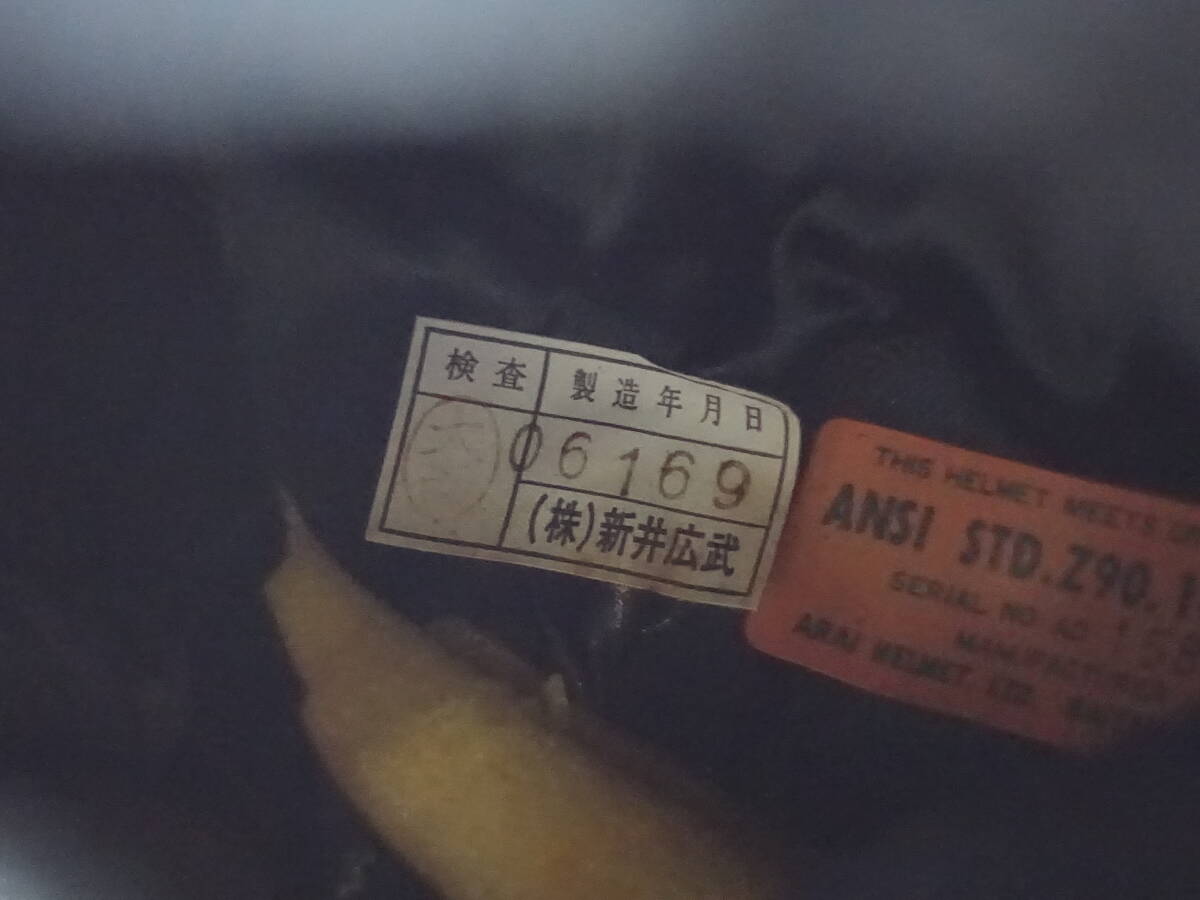 検査
製造年月日
06169
(株)新井広武
THIS HELMET MEETS
ANSI STD.Z90.1
SERIAL NO.
MANUFACTURER
ARAI HELMET LTD.